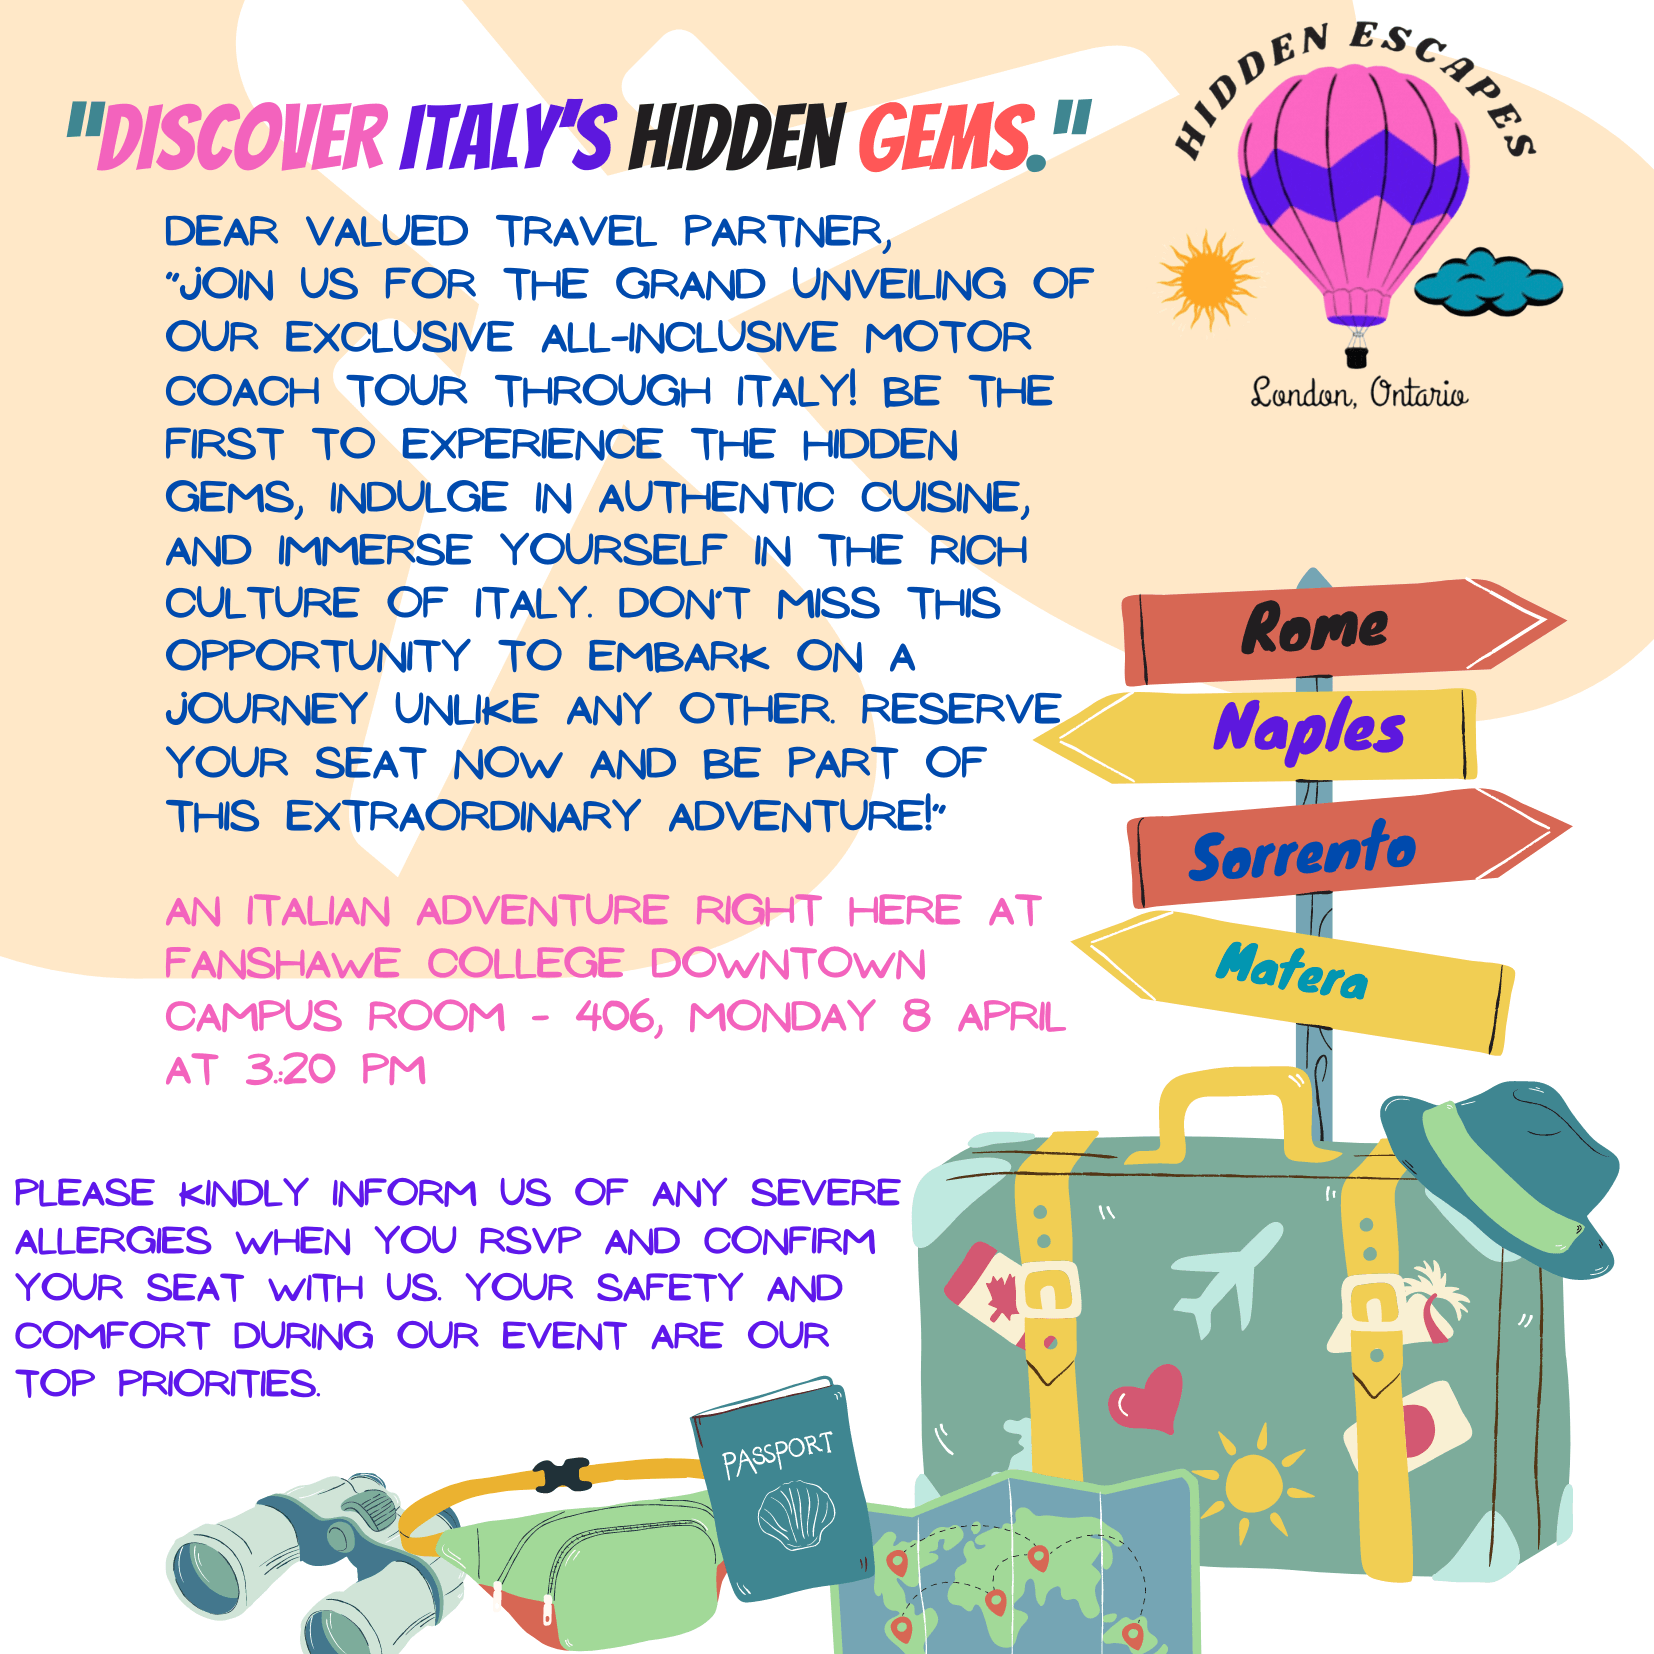 HIDDEN ESCAPES
"DISCOVER ITALY'S HIDDEN GEMS."
DEAR VALUED TRAVEL PARTNER,
"JOIN US FOR THE GRAND UNVEILING OF
OUR EXCLUSIVE ALL-INCLUSIVE MOTOR
COACH TOUR THROUGH ITALY! BE THE
FIRST TO EXPERIENCE THE HIDDEN
GEMS, INDULGE IN AUTHENTIC CUISINE,
AND IMMERSE YOURSELF IN THE RICH
CULTURE OF ITALY. DON'T MISS THIS
OPPORTUNITY TO EMBARK ON A
JOURNEY UNLIKE ANY OTHER. RESERVE
YOUR SEAT NOW AND BE PART OF
THIS EXTRAORDINARY ADVENTURE!"
London, Ontario
Rome
Naples
Sorrento
Matera
AN ITALIAN ADVENTURE RIGHT HERE AT
FANSHAWE COLLEGE DOWNTOWN
CAMPUS ROOM - 406, MONDAY 8 APRIL
AT 3.:20 PM
PLEASE KINDLY INFORM US OF ANY SEVERE
ALLERGIES WHEN YOU RSVP AND CONFIRM
YOUR SEAT WITH US. YOUR SAFETY AND
COMFORT DURING OUR EVENT ARE OUR
TOP PRIORITIES.
PASSPORT